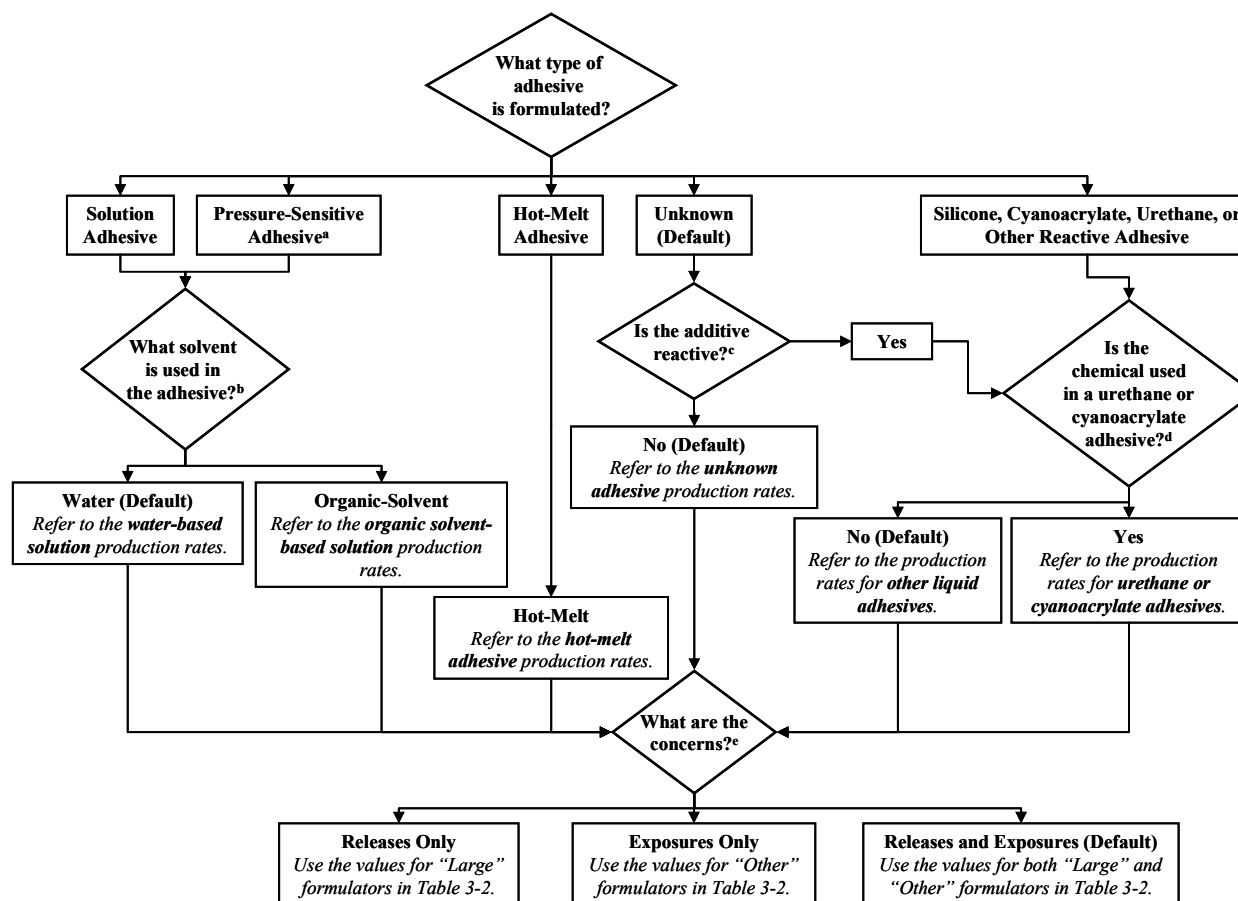 What type of
adhesive
is formulated?
Solution
Adhesive
Pressure-Sensitive
Adhesiveᵃ
Hot-Melt
Adhesive
Unknown
(Default)
Silicone, Cyanoacrylate, Urethane, or
Other Reactive Adhesive
What solvent
is used in
the adhesive?ᵇ
Is the additive
reactive?ᶜ
Yes
Is the
chemical used
in a urethane or
cyanoacrylate
adhesive?ᵈ
No (Default)
Refer to the unknown
adhesive production rates.
Water (Default)
Refer to the water-based
solution production rates.
Organic-Solvent
Refer to the organic solvent-
based solution production
rates.
No (Default)
Refer to the production
rates for other liquid
adhesives.
Yes
Refer to the production
rates for urethane or
cyanoacrylate adhesives.
Hot-Melt
Refer to the hot-melt
adhesive production rates.
What are the
concerns?ᵉ
Releases Only
Use the values for “Large”
formulators in Table 3-2.
Exposures Only
Use the values for “Other”
formulators in Table 3-2.
Releases and Exposures (Default)
Use the values for both “Large” and
“Other” formulators in Table 3-2.